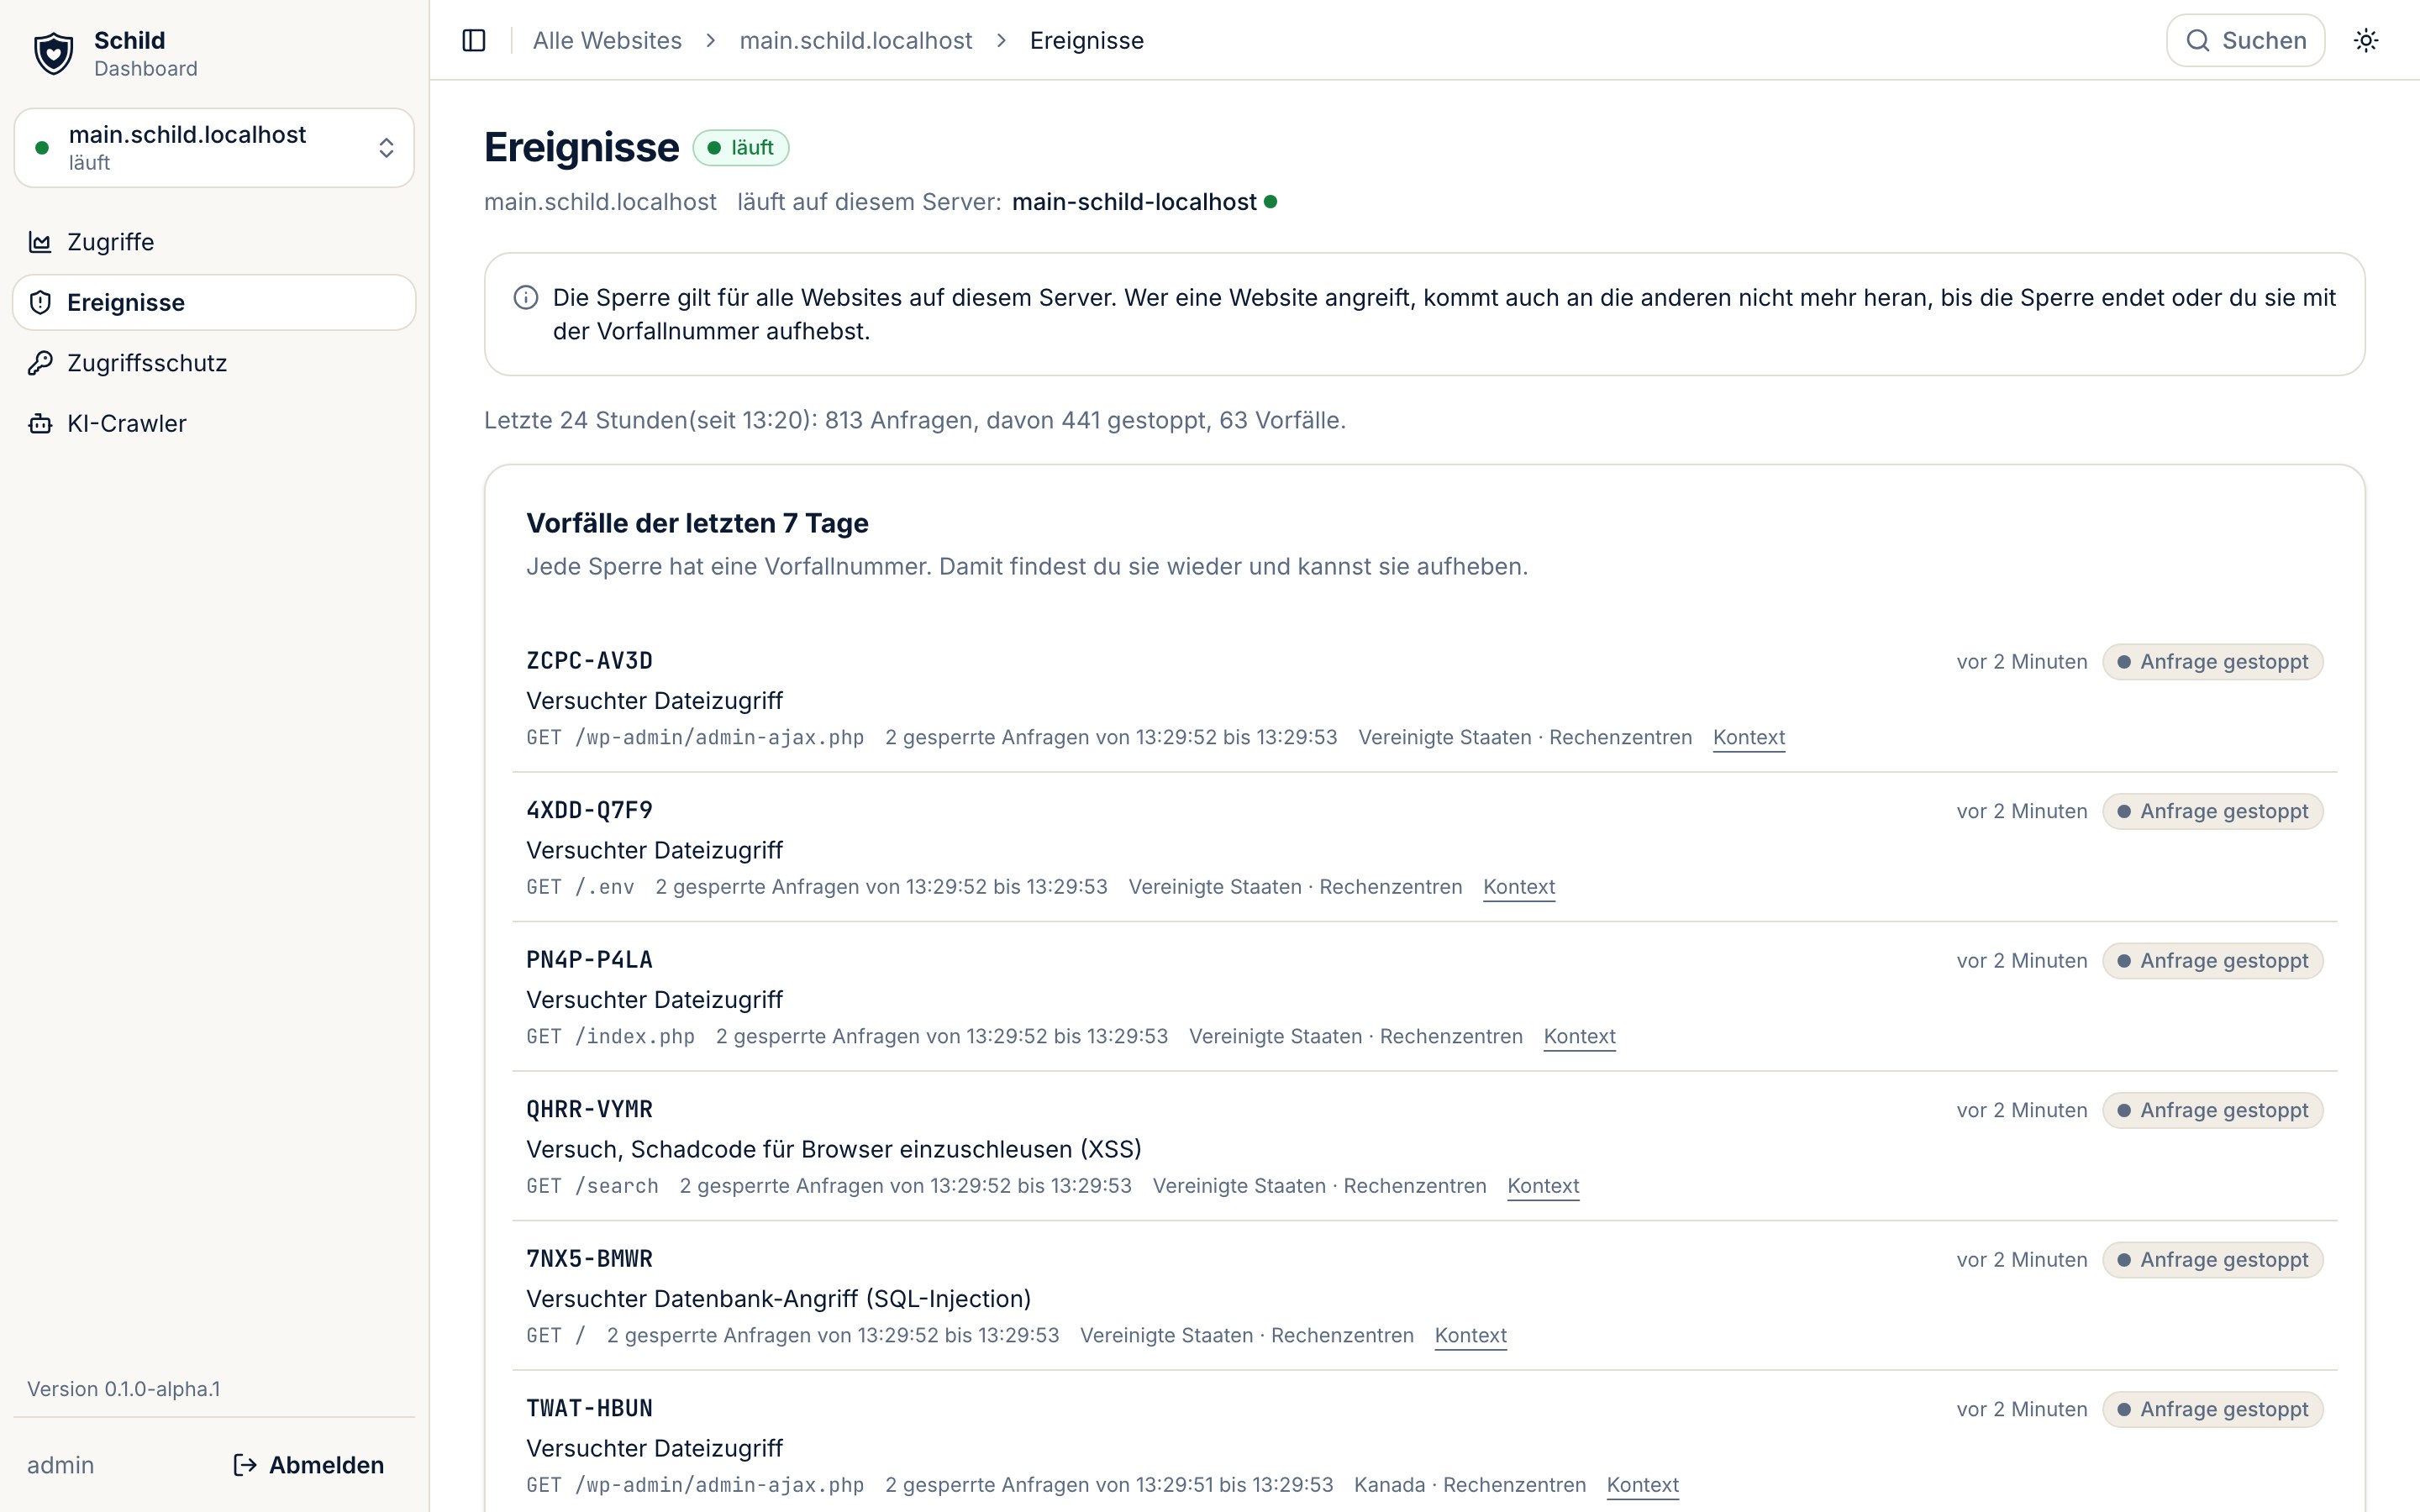 Schild
Dashboard
main.schild.localhost
läuft
Zugriffe
Ereignisse
Zugriffsschutz
KI-Crawler
Version 0.1.0-alpha.1
admin
Abmelden
Alle Websites
main.schild.localhost
Ereignisse
Suchen
Ereignisse
läuft
main.schild.localhost läuft auf diesem Server: main-schild-localhost
Die Sperre gilt für alle Websites auf diesem Server. Wer eine Website angreift, kommt auch an die anderen nicht mehr heran, bis die Sperre endet oder du sie mit
der Vorfallnummer aufhebst.
Letzte 24 Stunden(seit 13:20): 813 Anfragen, davon 441 gestoppt, 63 Vorfälle.
Vorfälle der letzten 7 Tage
Jede Sperre hat eine Vorfallnummer. Damit findest du sie wieder und kannst sie aufheben.
ZCPC-AV3D vor 2 Minuten Anfrage gestoppt
Versuchter Dateizugriff
GET /wp-admin/admin-ajax.php 2 gesperrte Anfragen von 13:29:52 bis 13:29:53 Vereinigte Staaten · Rechenzentren Kontext
4XDD-Q7F9 vor 2 Minuten Anfrage gestoppt
Versuchter Dateizugriff
GET /.env 2 gesperrte Anfragen von 13:29:52 bis 13:29:53 Vereinigte Staaten · Rechenzentren Kontext
PN4P-P4LA vor 2 Minuten Anfrage gestoppt
Versuchter Dateizugriff
GET /index.php 2 gesperrte Anfragen von 13:29:52 bis 13:29:53 Vereinigte Staaten · Rechenzentren Kontext
QHRR-VYMR vor 2 Minuten Anfrage gestoppt
Versuch, Schadcode für Browser einzuschleusen (XSS)
GET /search 2 gesperrte Anfragen von 13:29:52 bis 13:29:53 Vereinigte Staaten · Rechenzentren Kontext
7NX5-BMWR vor 2 Minuten Anfrage gestoppt
Versuchter Datenbank-Angriff (SQL-Injection)
GET / 2 gesperrte Anfragen von 13:29:52 bis 13:29:53 Vereinigte Staaten · Rechenzentren Kontext
TWAT-HBUN vor 2 Minuten Anfrage gestoppt
Versuchter Dateizugriff
GET /wp-admin/admin-ajax.php 2 gesperrte Anfragen von 13:29:51 bis 13:29:53 Kanada · Rechenzentren Kontext